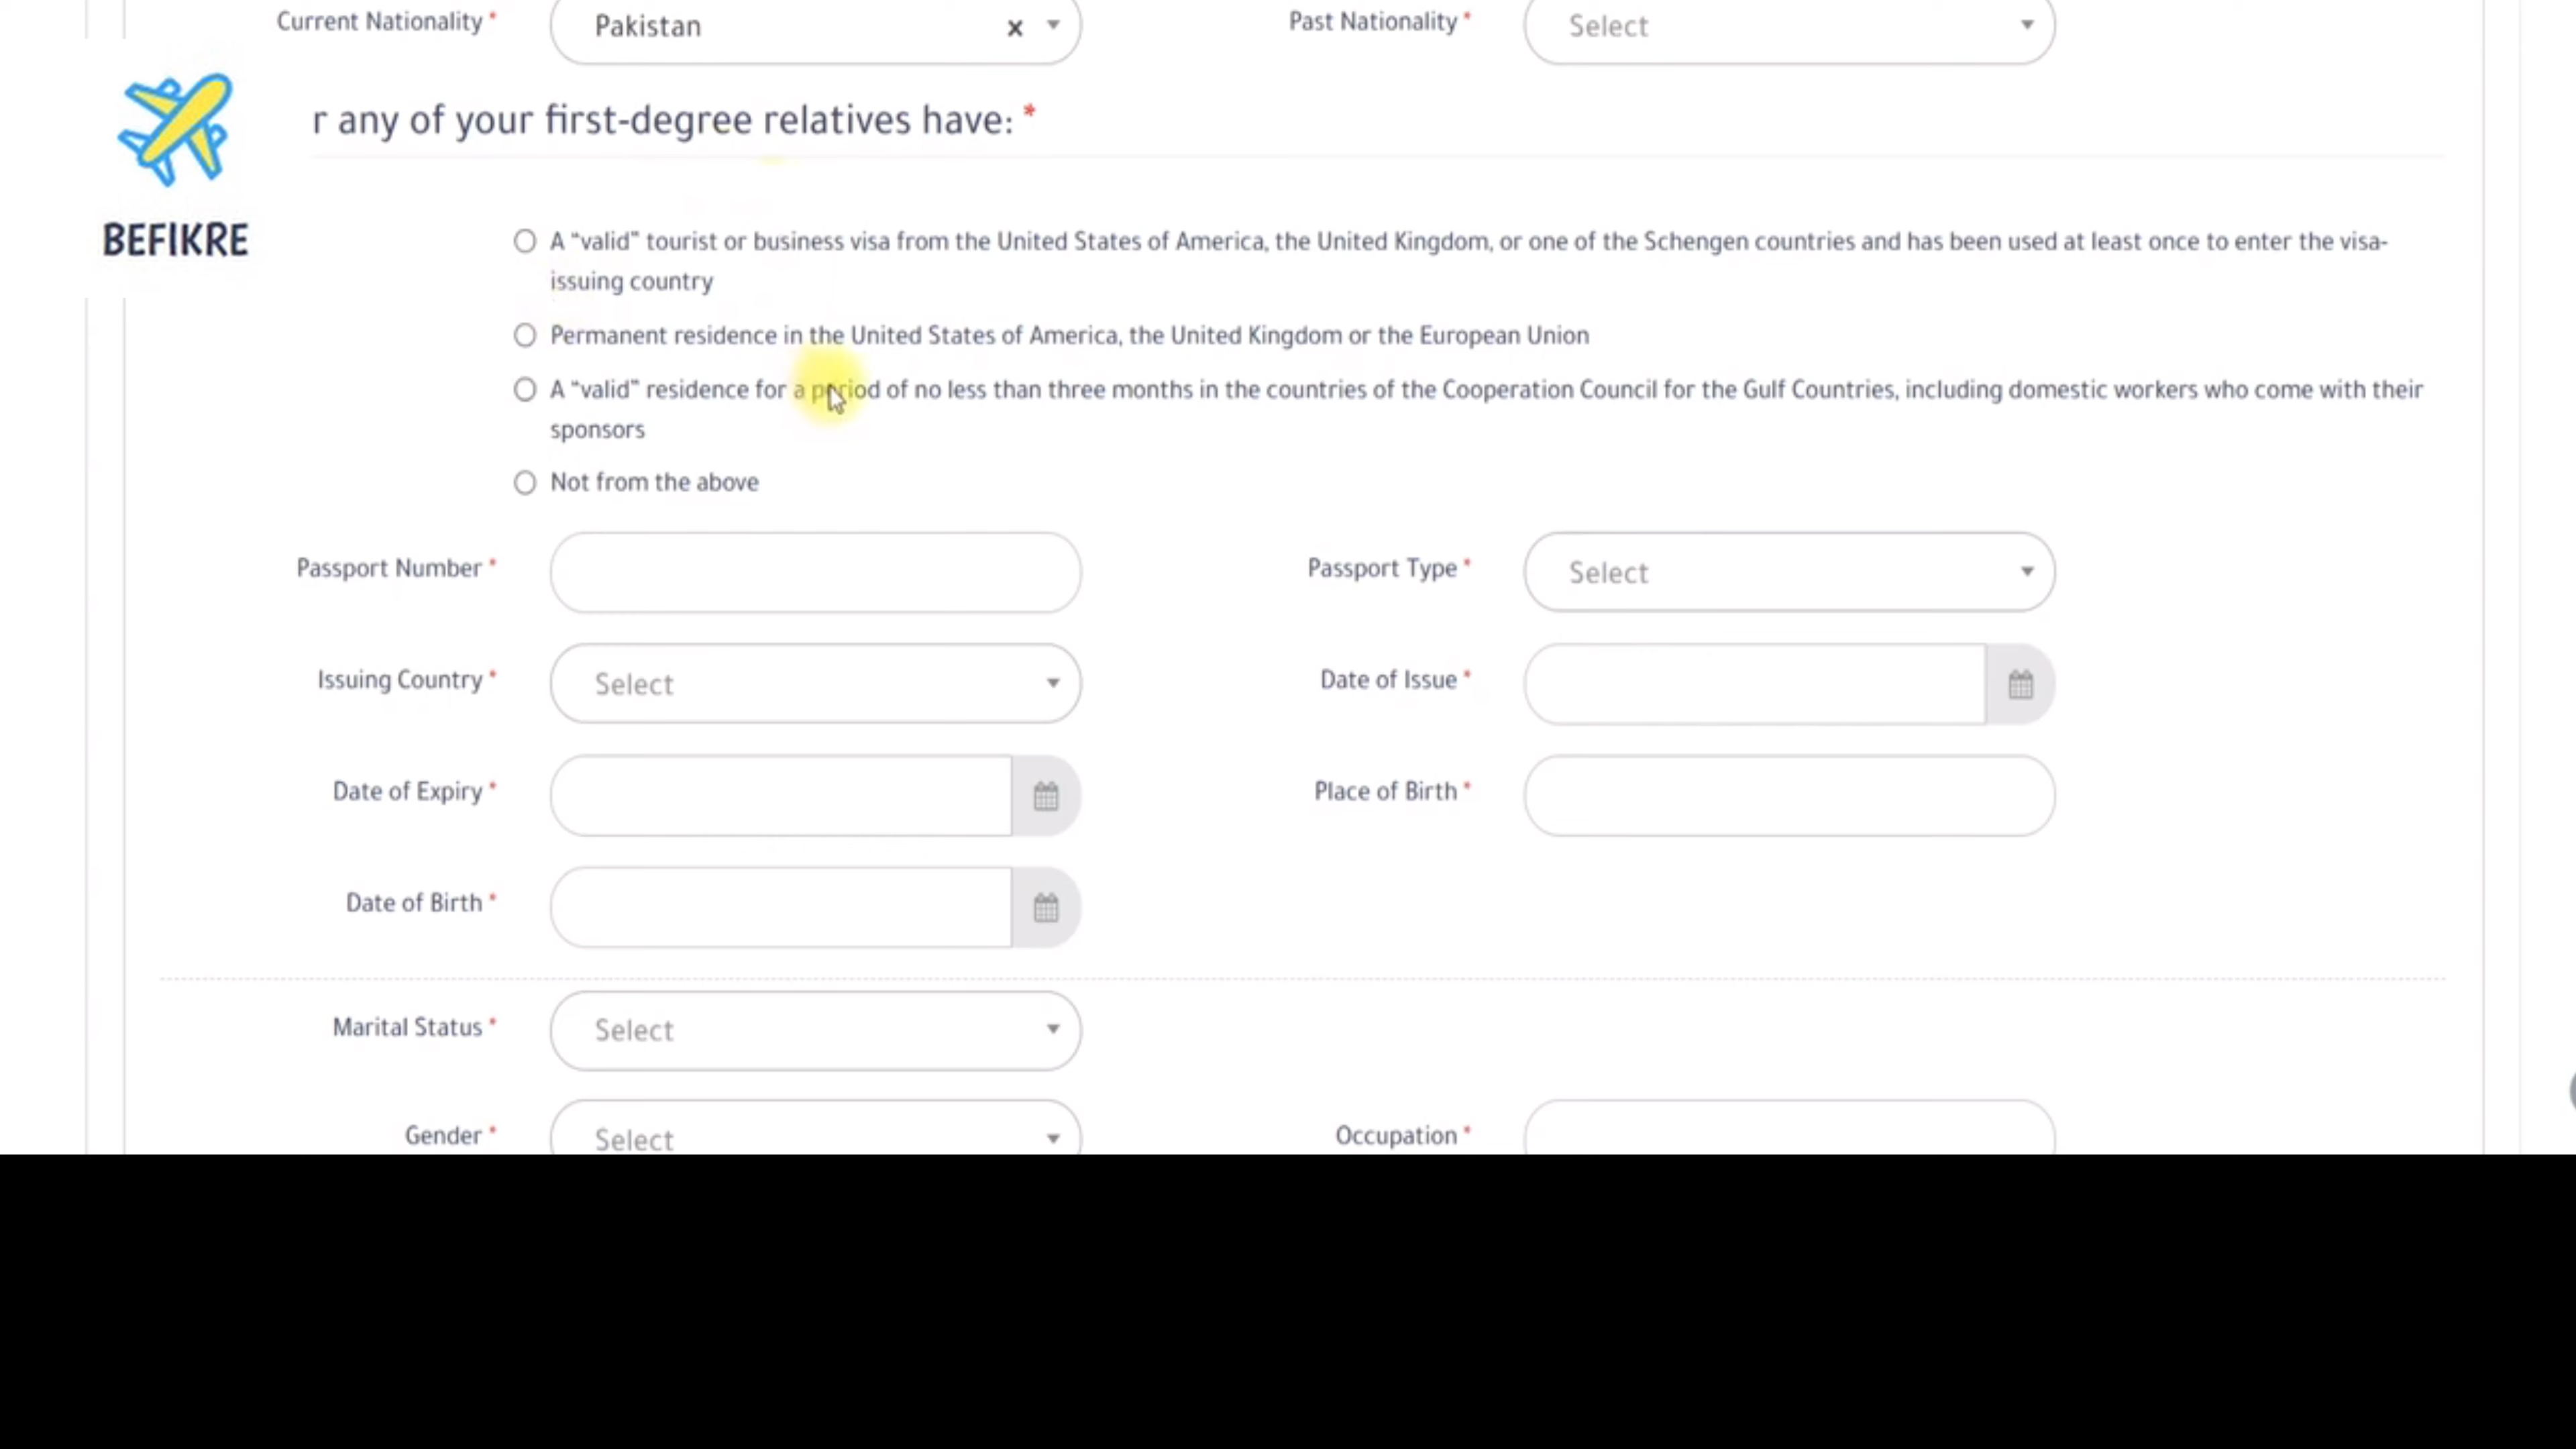 Current Nationality *
Pakistan
x
Past Nationality *
Select
r any of your first-degree relatives have: *
BEFIKRE
A "valid" tourist or business visa from the United States of America, the United Kingdom, or one of the Schengen countries and has been used at least once to enter the visa-
issuing country
Permanent residence in the United States of America, the United Kingdom or the European Union
A "valid" residence for a period of no less than three months in the countries of the Cooperation Council for the Gulf Countries, including domestic workers who come with their
sponsors
Not from the above
Passport Number *
Passport Type *
Select
Issuing Country *
Select
Date of Issue *
Date of Expiry *
Place of Birth *
Date of Birth *
Marital Status *
Select
Gender *
Select
Occupation *